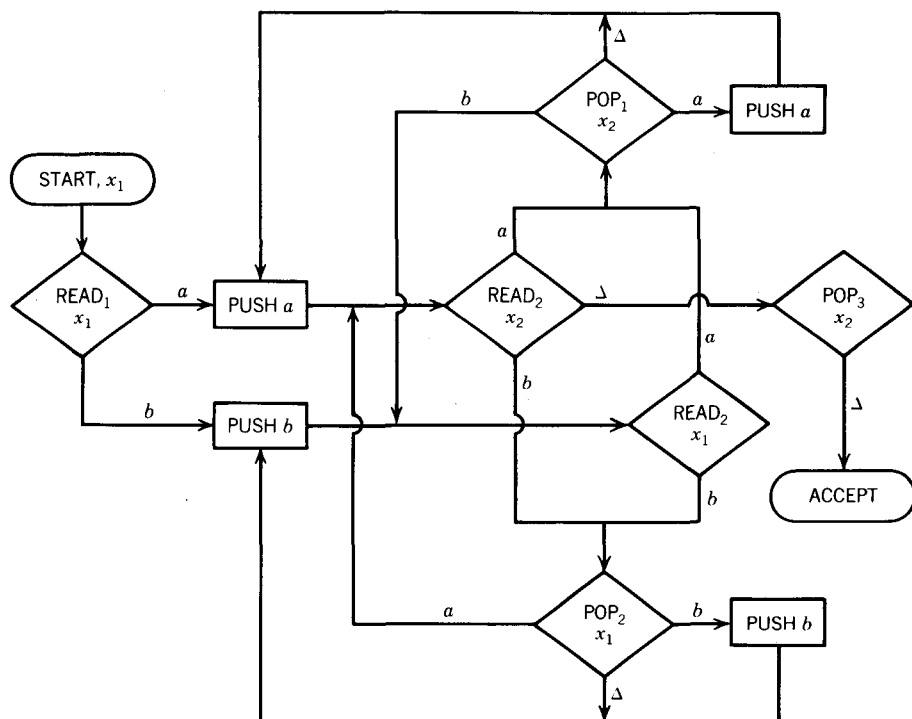 Δ
b
POP₁
x₂
a
PUSH a
START, x₁
READ₁
x₁
a
PUSH a
a
READ₂
x₂
Δ
POP₃
x₂
a
b
b
PUSH b
READ₂
x₁
Δ
b
ACCEPT
a
POP₂
x₁
b
PUSH b
Δ